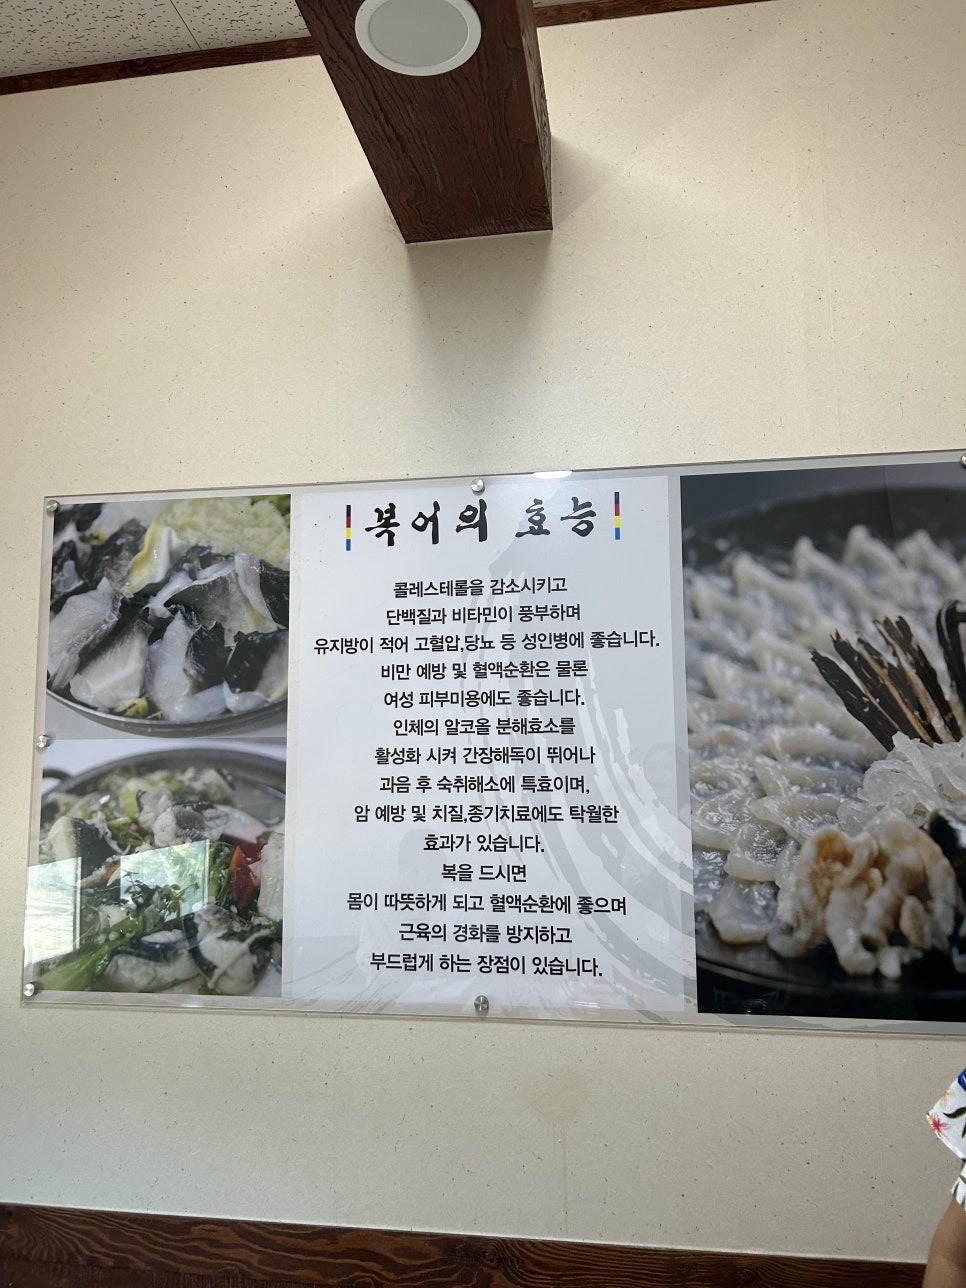 복어의 효능
콜레스테롤을 감소시키고
단백질과 비타민이 풍부하며
유지방이 적어 고혈압,당뇨 등 성인병에 좋습니다.
비만 예방 및 혈액순환은 물론
여성 피부미용에도 좋습니다.
인체의 알코올 분해효소를
활성화 시켜 간장해독이 뛰어나
과음 후 숙취해소에 특효이며,
암 예방 및 치질,종기치료에도 탁월한
효과가 있습니다.
복을 드시면
몸이 따뜻하게 되고 혈액순환에 좋으며
근육의 경화를 방지하고
부드럽게 하는 장점이 있습니다.